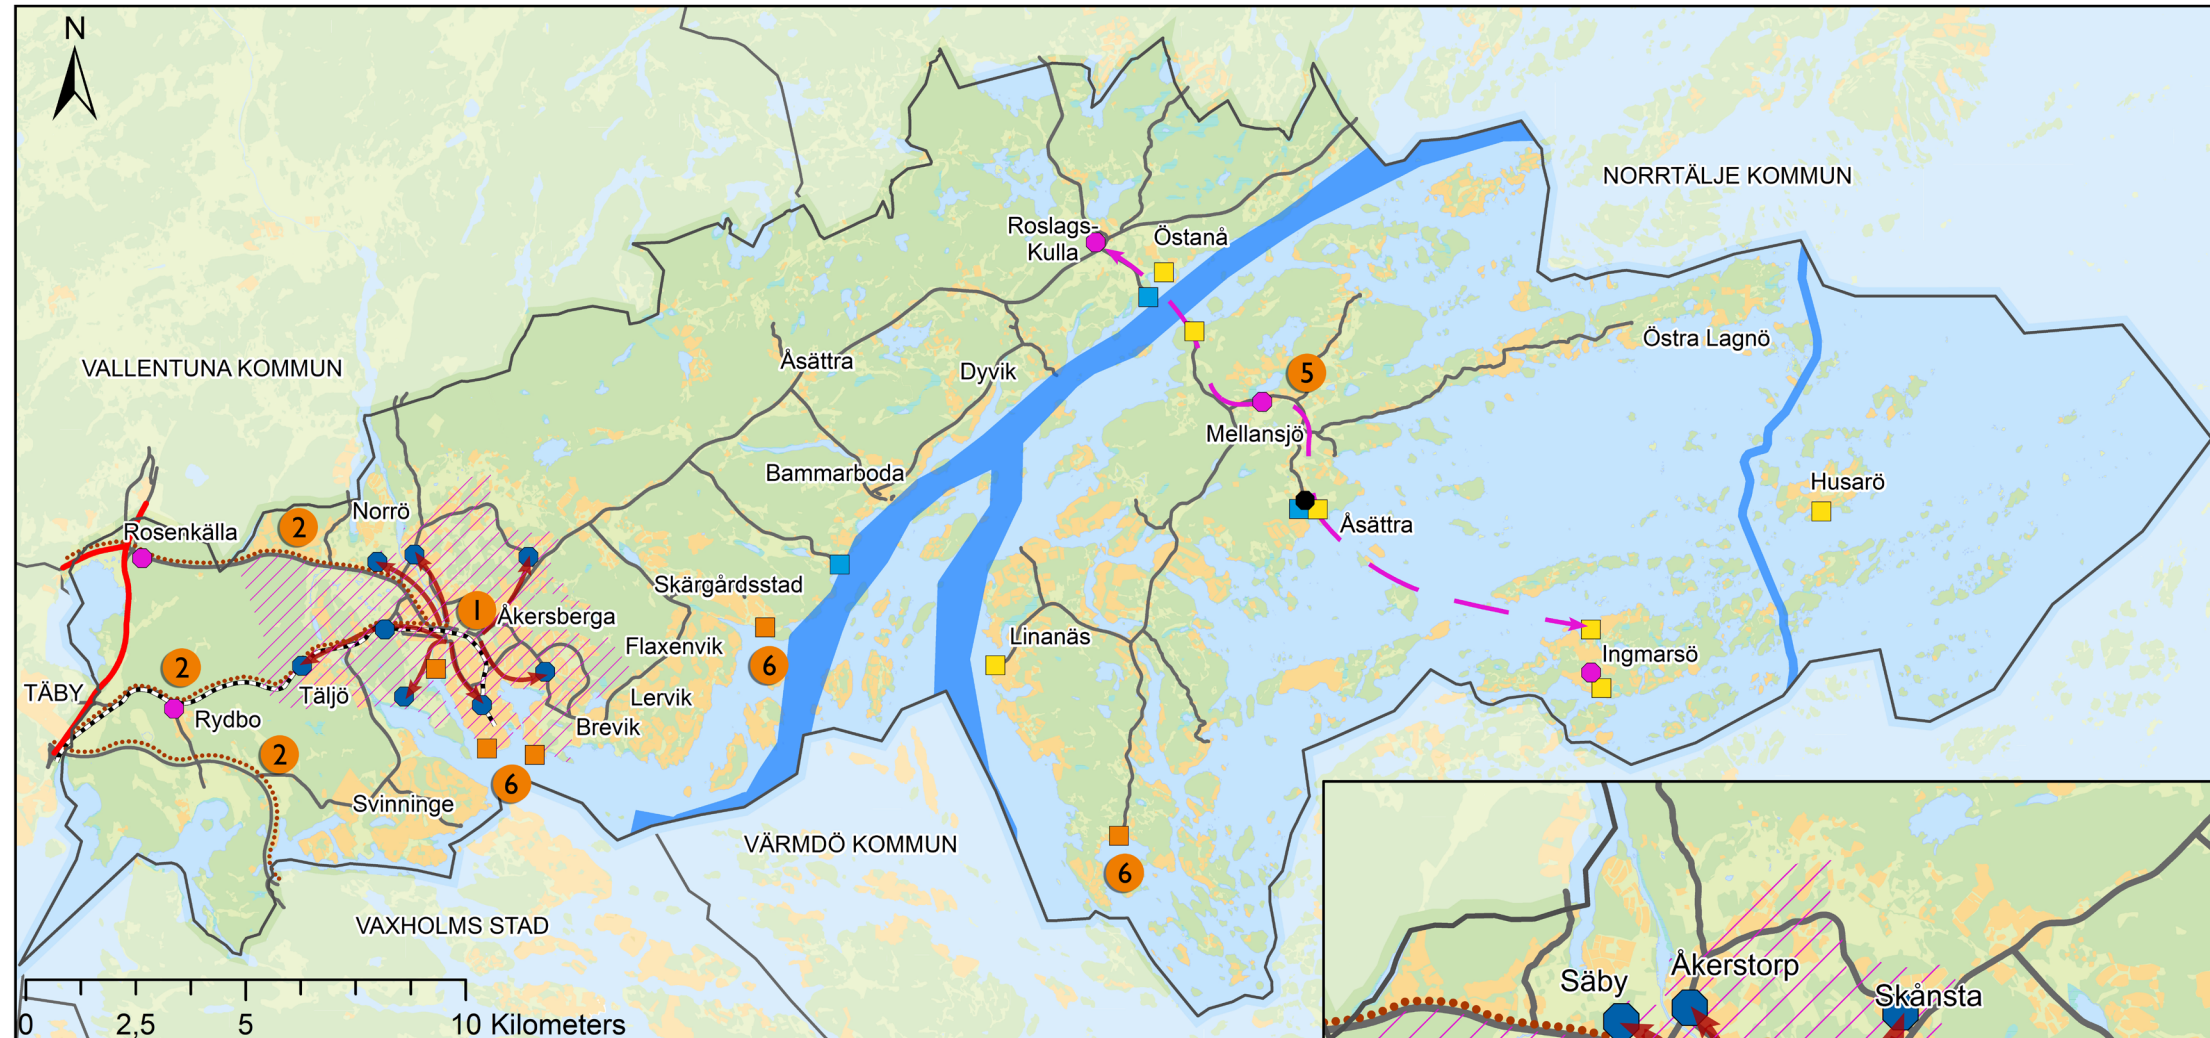 N
NORRTÄLJE KOMMUN
Roslags-
Kulla
Östanå
VALLENTUNA KOMMUN
Åsättra
Dyvik
5
Östra Lagnö
Mellansjö
Bammarboda
Husarö
Norrö
2
Rosenkälla
Åsättra
Skärgårdsstad
1
Åkersberga
Flaxenvik
Linanäs
Ingmarsö
2
6
TÄBY
Täljö
Lervik
Rydbo
Brevik
2
6
Svinninge
VÄRMDÖ KOMMUN
6
VAXHOLMS STAD
Säby
Åkerstorp
Skånsta
0 2,5 5 10 Kilometers